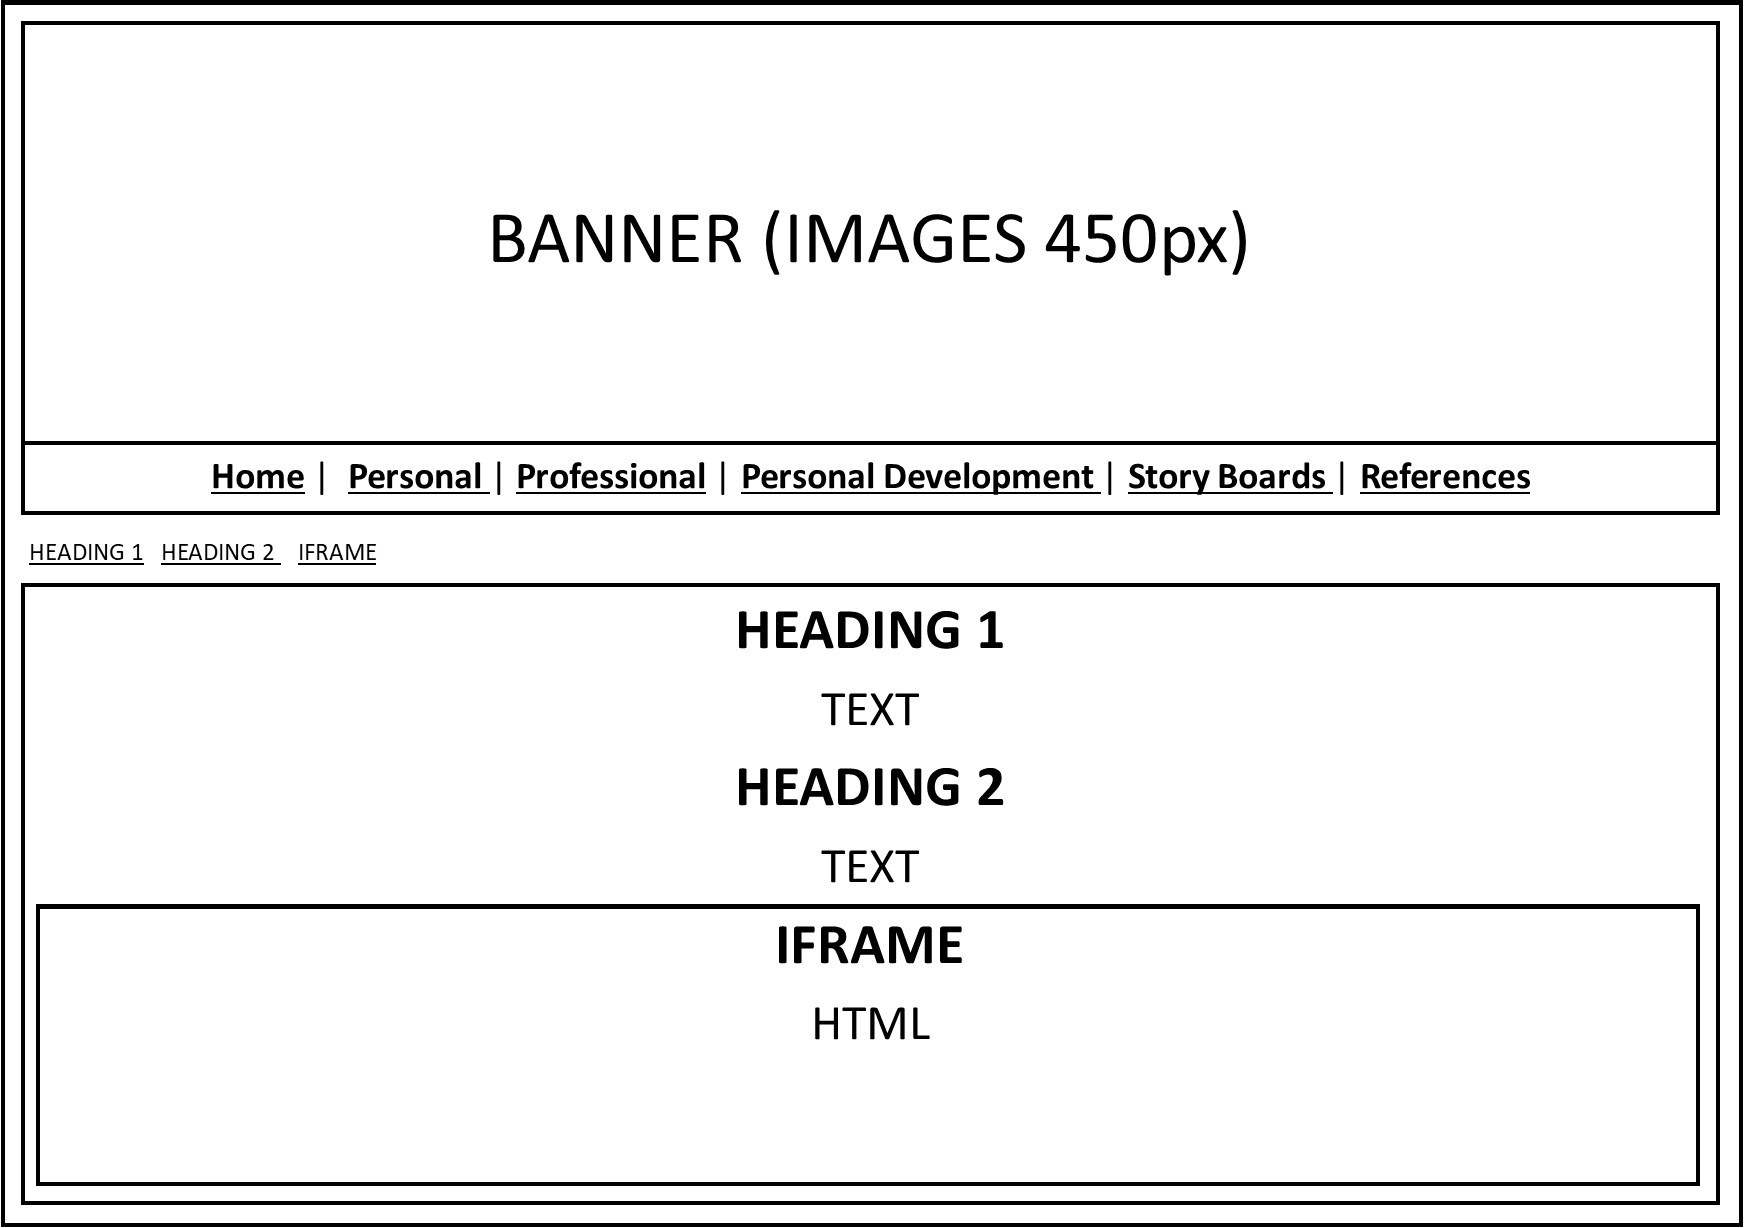 BANNER (IMAGES 450px)
Home | Personal | Professional | Personal Development | Story Boards | References
HEADING 1 HEADING 2 IFRAME
HEADING 1
TEXT
HEADING 2
TEXT
IFRAME
HTML